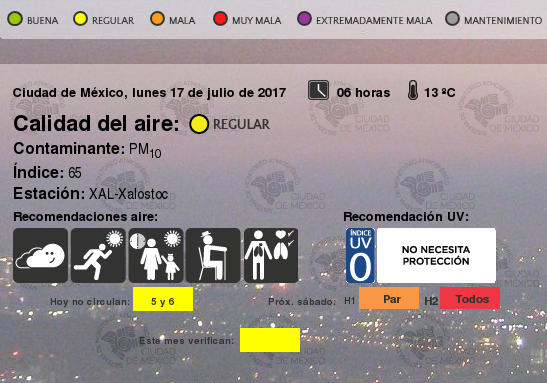 BUENA REGULAR MALA MUY MALA EXTREMADAMENTE MALA MANTENIMIENTO
Ciudad de México, lunes 17 de julio de 2017 06 horas 13 ºC
Calidad del aire: REGULAR
Contaminante: PM10
Índice: 65
Estación: XAL-Xalostoc
Recomendaciones aire: Recomendación UV:
ÍNDICE
UV
0
NO NECESITA
PROTECCIÓN
Hoy no circulan: 5 y 6 Próx. sábado: H1 Par H2 Todos
Este mes verifican:
CIUDAD
DE MÉXICO